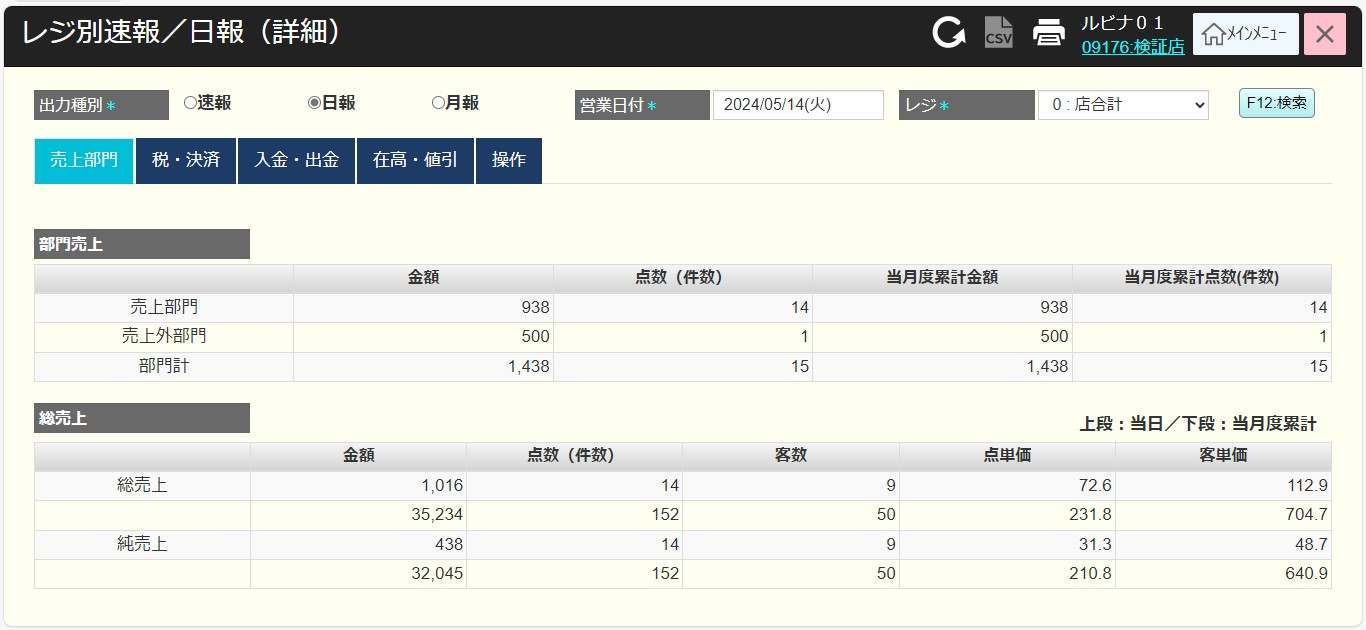 レジ別速報／日報（詳細）
CSV
ルビナ０１
09176:検証店
メインメニュー
出力種別＊ 速報 日報 月報 営業日付＊ 2024/05/14(火) レジ＊ 0 : 店合計 F12:検索
売上部門 税・決済 入金・出金 在高・値引 操作
部門売上
金額 点数（件数） 当月度累計金額 当月度累計点数(件数)
売上部門 938 14 938 14
売上外部門 500 1 500 1
部門計 1,438 15 1,438 15
総売上
上段：当日／下段：当月度累計
金額 点数（件数） 客数 点単価 客単価
総売上 1,016 14 9 72.6 112.9
35,234 152 50 231.8 704.7
純売上 438 14 9 31.3 48.7
32,045 152 50 210.8 640.9